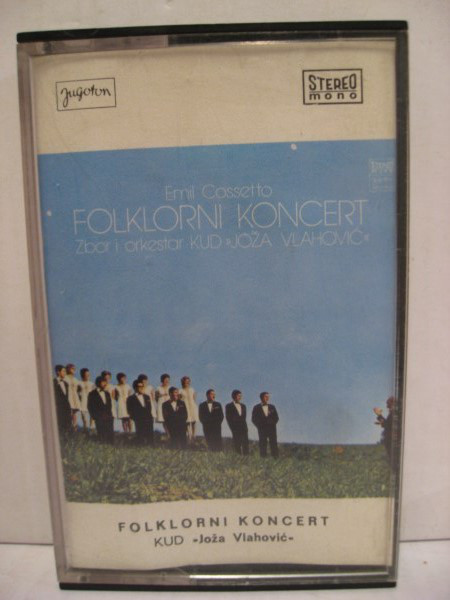 Jugoton
STEREO
mono
Emil Cossetto
FOLKLORNI KONCERT
Zbor i orkestar KUD »JOŽA VLAHOVIĆ«
FOLKLORNI KONCERT
KUD »Joža Vlahović«